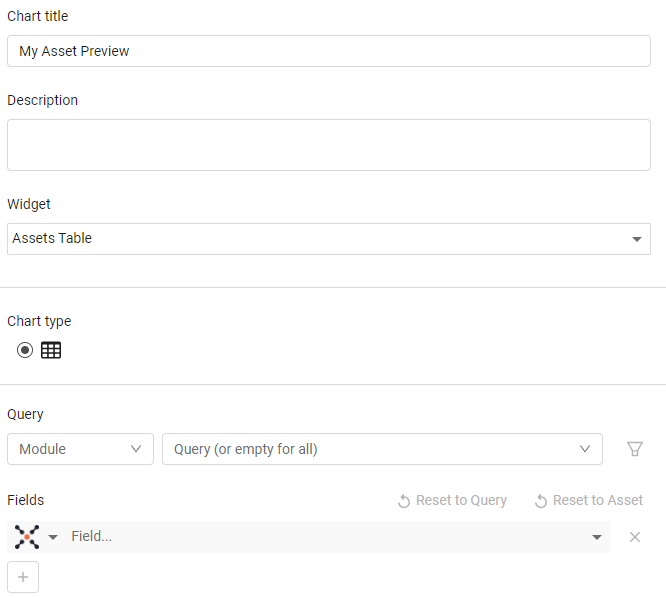 Chart title
My Asset Preview
Description
Widget
Assets Table
Chart type
Query
Module Query (or empty for all)
Fields Reset to Query Reset to Asset
Field...